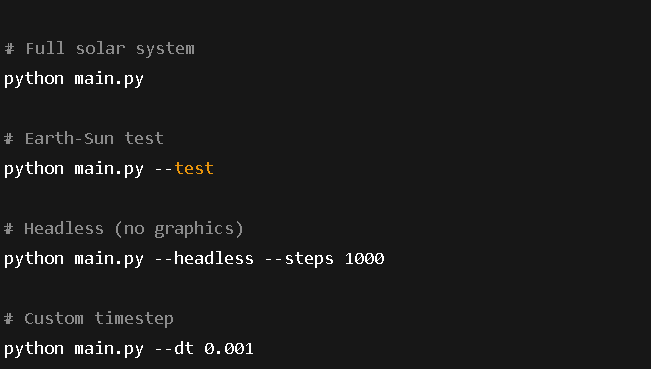 # Full solar system
python main.py
# Earth-Sun test
python main.py --test
# Headless (no graphics)
python main.py --headless --steps 1000
# Custom timestep
python main.py --dt 0.001